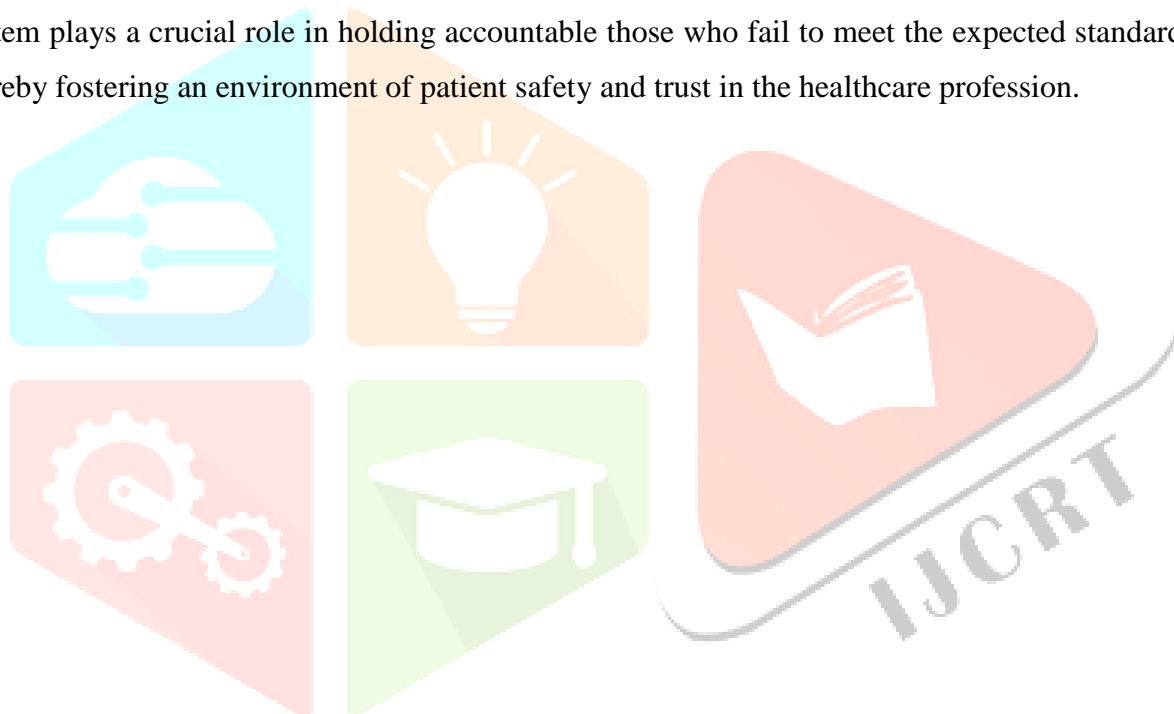 tem plays a crucial role in holding accountable those who fail to meet the expected standard
reby fostering an environment of patient safety and trust in the healthcare profession.
IJCRT